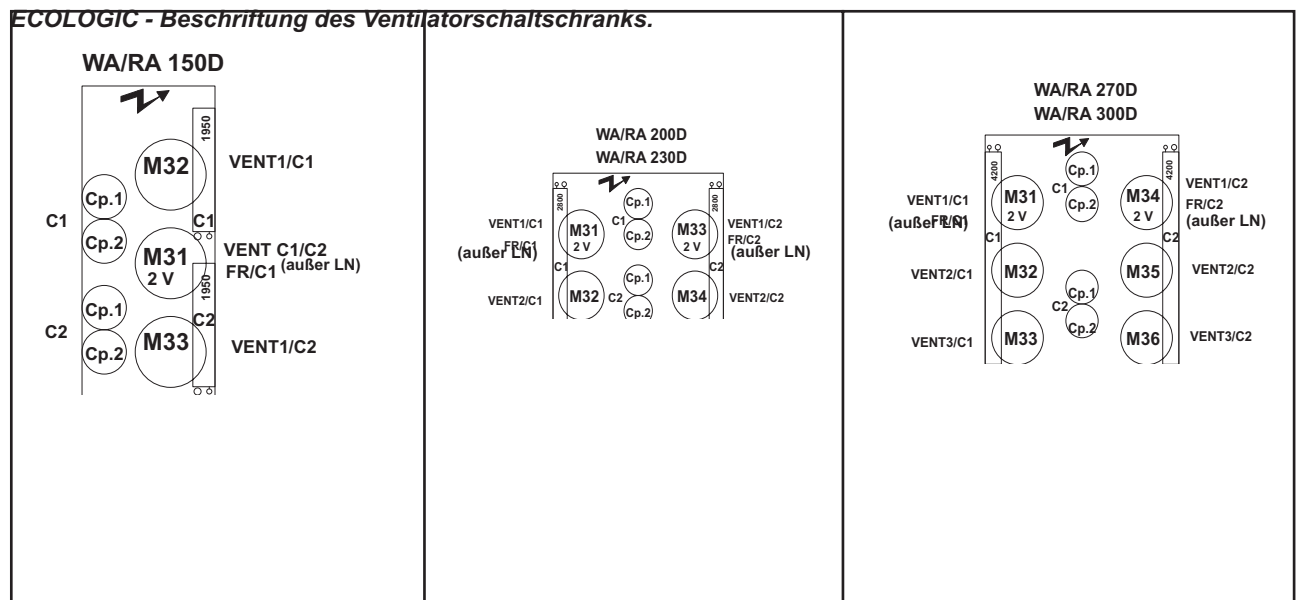 ECOLOGIC - Beschriftung des Ventilatorschaltschranks.
WA/RA 150D
1950
M32
VENT1/C1
Cp.1
C1
C1
Cp.2
VENT C1/C2
M31
FR/C1 (außer LN)
2 V
1950
Cp.1
C2
C2
M33
VENT1/C2
Cp.2
WA/RA 200D
WA/RA 230D
2800
2800
Cp.1
VENT1/C1
C1
VENT1/C2
M31
Cp.2
M33
FR/C1
2 V
2 V
FR/C2
(außer LN)
(außer LN)
C1
C2
Cp.1
VENT2/C1
M32
C2
M34
VENT2/C2
Cp.2
WA/RA 270D
WA/RA 300D
4200
4200
Cp.1
VENT1/C2
VENT1/C1
M31
C1
Cp.2
M34
FR/C2
2 V
2 V
FR/C1
(außer LN)
(außer LN)
C1
C2
VENT2/C1
M32
M35
VENT2/C2
Cp.1
C2
Cp.2
VENT3/C1
M33
M36
VENT3/C2